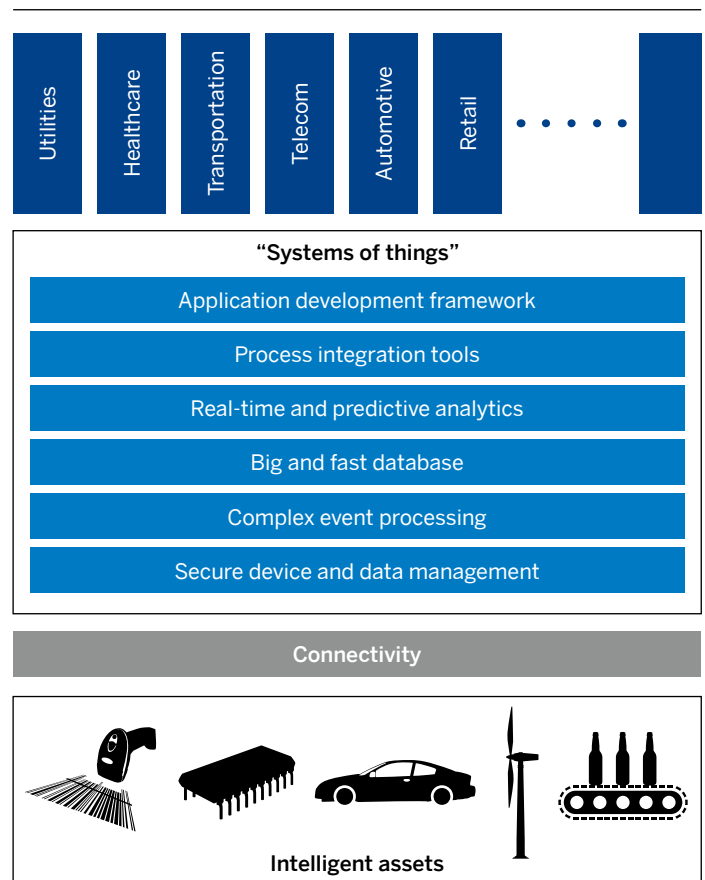 Utilities
Healthcare
Transportation
Telecom
Automotive
Retail
“Systems of things”
Application development framework
Process integration tools
Real-time and predictive analytics
Big and fast database
Complex event processing
Secure device and data management
Connectivity
Intelligent assets